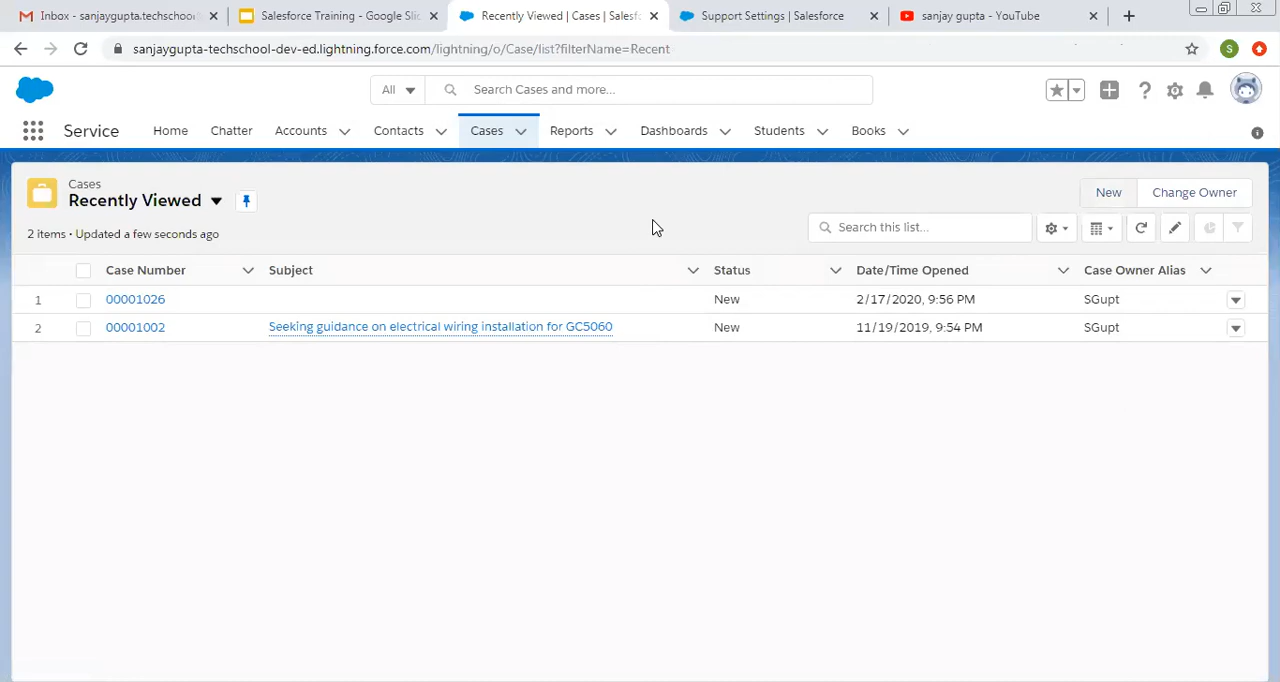 Inbox - sanjaygupta.techschool
Salesforce Training - Google Slid
Recently Viewed | Cases | Salesf
Support Settings | Salesforce
sanjay gupta - YouTube
sanjaygupta-techschool-dev-ed.lightning.force.com/lightning/o/Case/list?filterName=Recent
S
All
Search Cases and more...
Service
Home
Chatter
Accounts
Contacts
Cases
Reports
Dashboards
Students
Books
Cases
Recently Viewed
New
Change Owner
2 items • Updated a few seconds ago
Search this list...
Case Number
Subject
Status
Date/Time Opened
Case Owner Alias
1 00001026 New 2/17/2020, 9:56 PM SGupt
2 00001002 Seeking guidance on electrical wiring installation for GC5060 New 11/19/2019, 9:54 PM SGupt